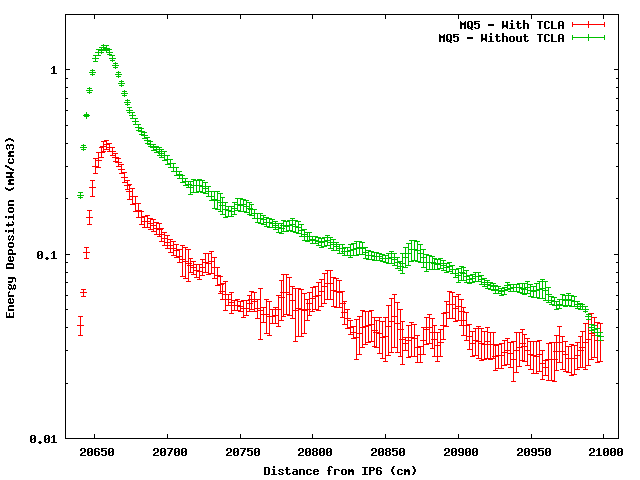 MQ5 - With TCLA
MQ5 - Without TCLA
1
0.1
0.01
Energy Deposition (mW/cm3)
20650 20700 20750 20800 20850 20900 20950 21000
Distance from IP6 (cm)